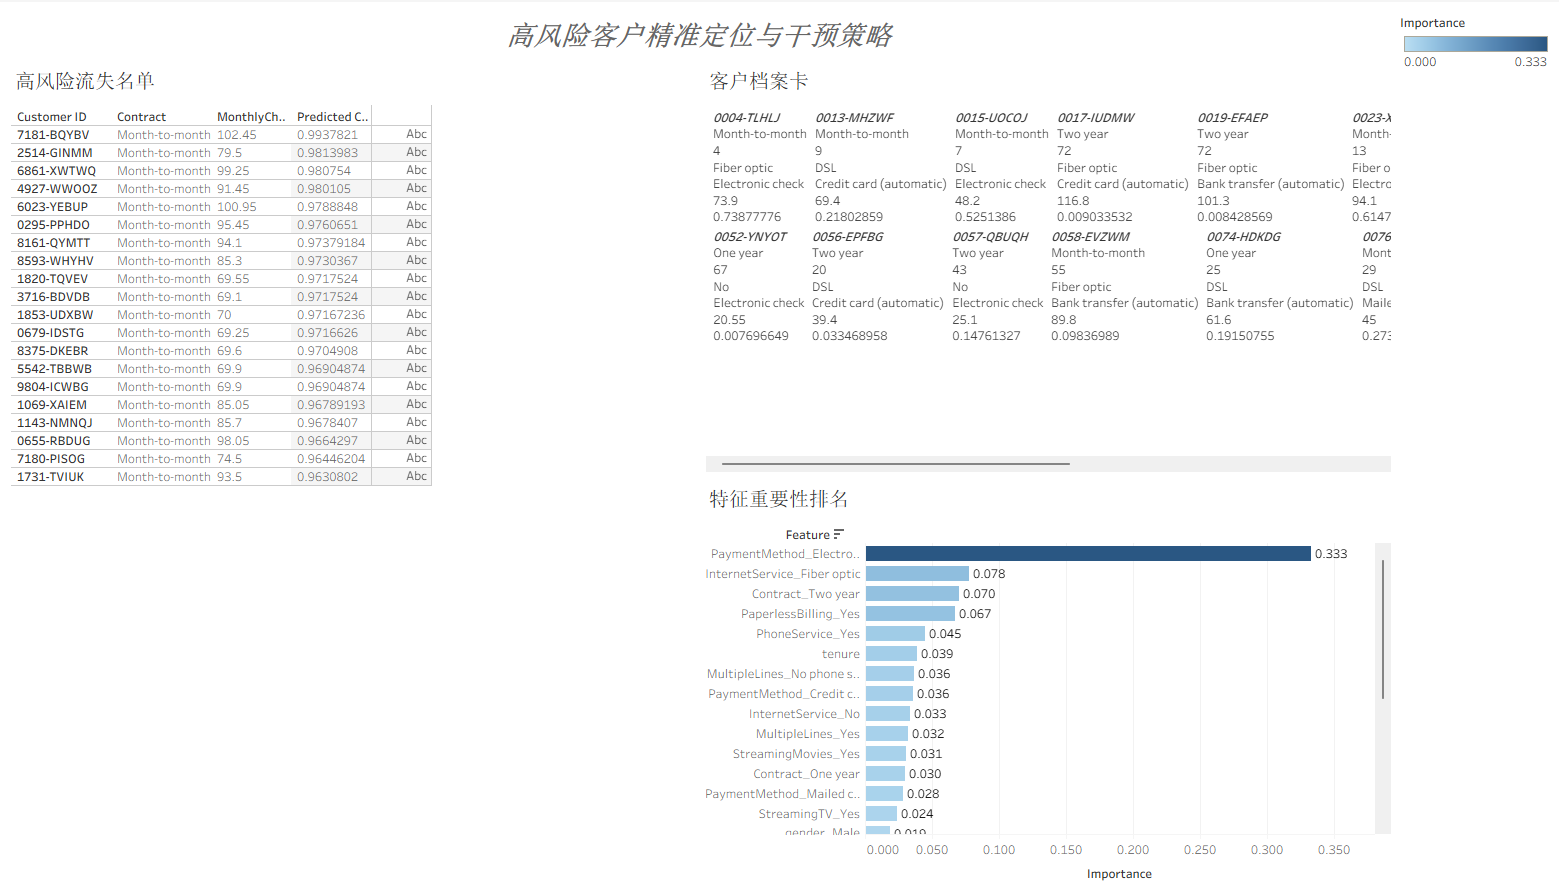 高风险客户精准定位与干预策略
Importance
0.000 0.333
高风险流失名单
Customer ID Contract MonthlyCh.. Predicted C..
7181-BQYBV Month-to-month 102.45 0.9937821 Abc
2514-GINMM Month-to-month 79.5 0.9813983 Abc
6861-XWTWQ Month-to-month 99.25 0.980754 Abc
4927-WWOOZ Month-to-month 91.45 0.980105 Abc
6023-YEBUP Month-to-month 100.95 0.9788848 Abc
0295-PPHDO Month-to-month 95.45 0.9760651 Abc
8161-QYMTT Month-to-month 94.1 0.97379184 Abc
8593-WHYHV Month-to-month 85.3 0.9730367 Abc
1820-TQVEV Month-to-month 69.55 0.9717524 Abc
3716-BDVDB Month-to-month 69.1 0.9717524 Abc
1853-UDXBW Month-to-month 70 0.97167236 Abc
0679-IDSTG Month-to-month 69.25 0.9716626 Abc
8375-DKEBR Month-to-month 69.6 0.9704908 Abc
5542-TBBWB Month-to-month 69.9 0.96904874 Abc
9804-ICWBG Month-to-month 69.9 0.96904874 Abc
1069-XAIEM Month-to-month 85.05 0.96789193 Abc
1143-NMNQJ Month-to-month 85.7 0.9678407 Abc
0655-RBDUG Month-to-month 98.05 0.9664297 Abc
7180-PISOG Month-to-month 74.5 0.96446204 Abc
1731-TVIUK Month-to-month 93.5 0.9630802 Abc
客户档案卡
0004-TLHLJ 0013-MHZWF 0015-UOCOJ 0017-IUDMW 0019-EFAEP 0023-X
Month-to-month Month-to-month Month-to-month Two year Two year Month-
4 9 7 72 72 13
Fiber optic DSL DSL Fiber optic Fiber optic Fiber o
Electronic check Credit card (automatic) Electronic check Credit card (automatic) Bank transfer (automatic) Electro
73.9 69.4 48.2 116.8 101.3 94.1
0.73877776 0.21802859 0.5251386 0.009033532 0.008428569 0.6147
0052-YNYOT 0056-EPFBG 0057-QBUQH 0058-EVZWM 0074-HDKDG 0076
One year Two year Two year Month-to-month One year Mont
67 20 43 55 25 29
No DSL No Fiber optic DSL DSL
Electronic check Credit card (automatic) Electronic check Bank transfer (automatic) Bank transfer (automatic) Maile
20.55 39.4 25.1 89.8 61.6 45
0.007696649 0.033468958 0.14761327 0.09836989 0.19150755 0.273
特征重要性排名
Feature
PaymentMethod_Electro.. 0.333
InternetService_Fiber optic 0.078
Contract_Two year 0.070
PaperlessBilling_Yes 0.067
PhoneService_Yes 0.045
tenure 0.039
MultipleLines_No phone s.. 0.036
PaymentMethod_Credit c.. 0.036
InternetService_No 0.033
MultipleLines_Yes 0.032
StreamingMovies_Yes 0.031
Contract_One year 0.030
PaymentMethod_Mailed c.. 0.028
StreamingTV_Yes 0.024
gender_Male 0.019
0.000 0.050 0.100 0.150 0.200 0.250 0.300 0.350
Importance